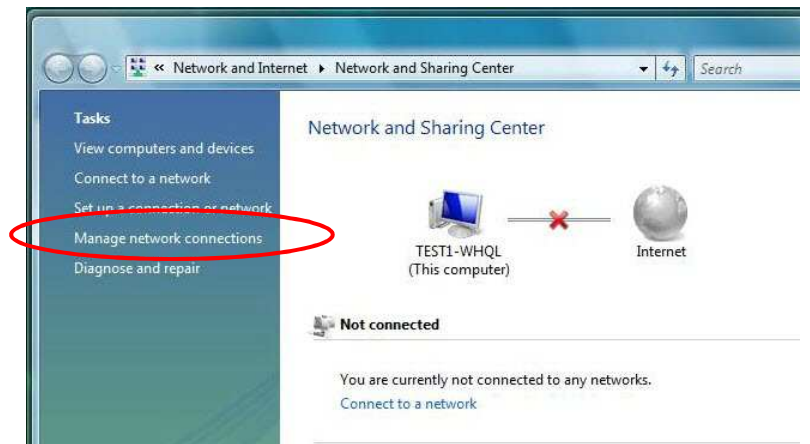 « Network and Internet ▸ Network and Sharing Center
Search
Tasks
View computers and devices
Connect to a network
Set up a connection or network
Manage network connections
Diagnose and repair
Network and Sharing Center
TEST1-WHQL
(This computer)
Internet
Not connected
You are currently not connected to any networks.
Connect to a network